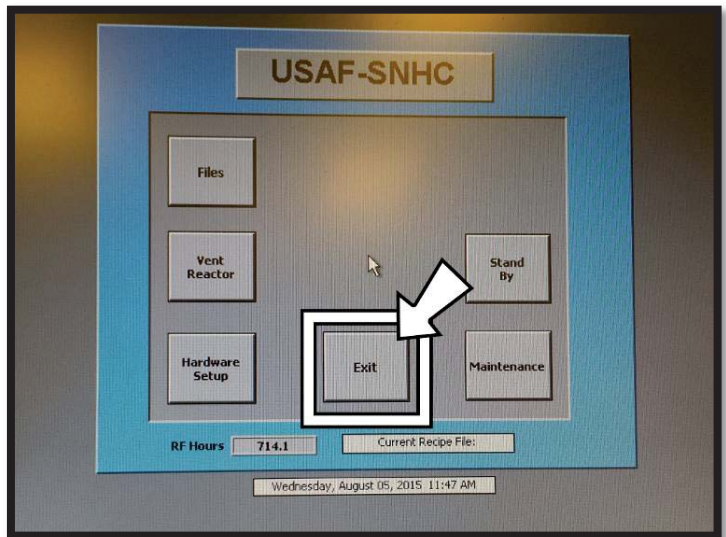 USAF-SNHC
Files
Vent
Reactor
Stand
By
Hardware
Setup
Exit
Maintenance
RF Hours 714.1
Current Recipe File:
Wednesday, August 05, 2015 11:47 AM